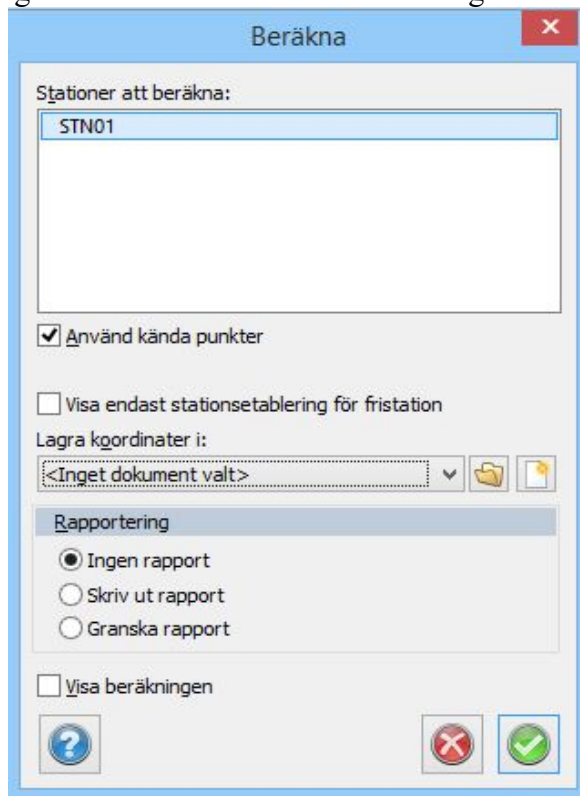 Beräkna
Stationer att beräkna:
STN01
Använd kända punkter
Visa endast stationsetablering för fristation
Lagra koordinater i:
<Inget dokument valt>
Rapportering
Ingen rapport
Skriv ut rapport
Granska rapport
Visa beräkningen